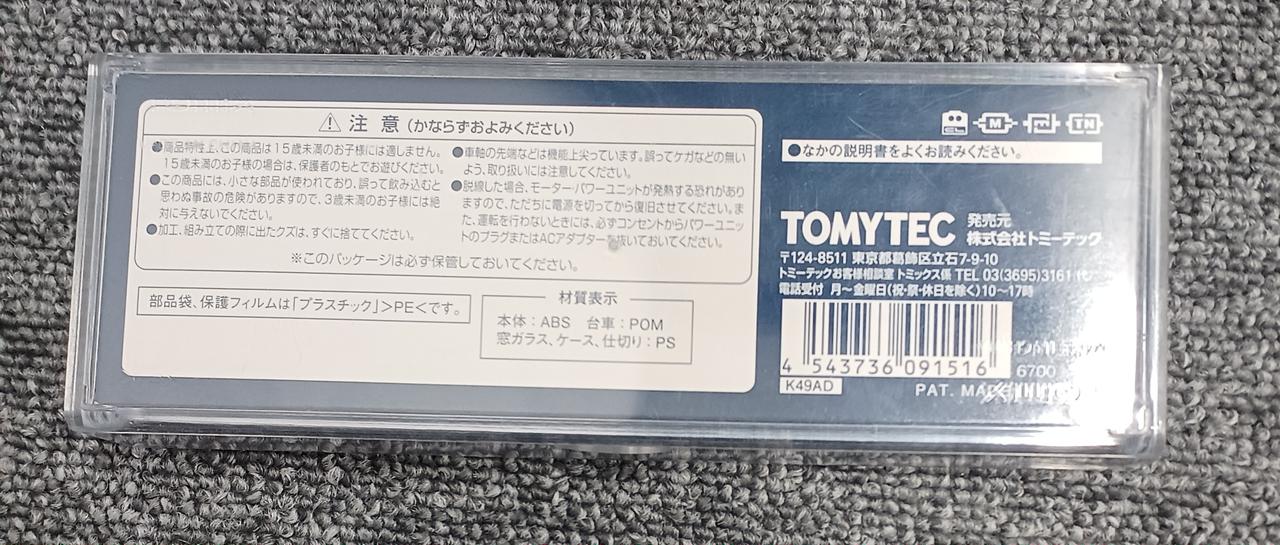 ⚠ 注 意 (かならずおよみください)
●商品特性上、この商品は15歳未満のお子様には適しません。
15歳未満のお子様の場合は、保護者のもとでお遊びください。
●この商品には、小さな部品が使われており、誤って飲み込むと
思わぬ事故の危険がありますので、3歳未満のお子様には絶
対に与えないでください。
●加工、組み立ての際に出たクズは、すぐに捨ててください。
●車軸の先端などは機能上尖っています。誤ってケガなどの無い
よう、取り扱いには注意してください。
●脱線した場合、モーター・パワーユニットが発熱する恐れがあり
ますので、ただちに電源を切ってから復旧させてください。ま
た、運転を行わないときには、必ずコンセントからパワーユニッ
トのプラグまたはACアダプターを抜いておいてください。
※このパッケージは必ず保管しておいてください。
部品袋、保護フィルムは「プラスチック」>PE<です。
材質表示
本体:ABS 台車:POM
窓ガラス、ケース、仕切り:PS
CL M TN
●なかの説明書をよくお読みください。
TOMYTEC 発売元
株式会社トミーテック
〒124-8511 東京都葛飾区立石7-9-10
トミーテックお客様相談室 トミックス係 TEL 03(3695)3161
電話受付 月〜金曜日(祝・祭・休日を除く)10〜17時
4 543736 091516
6700
K49AD
PAT.